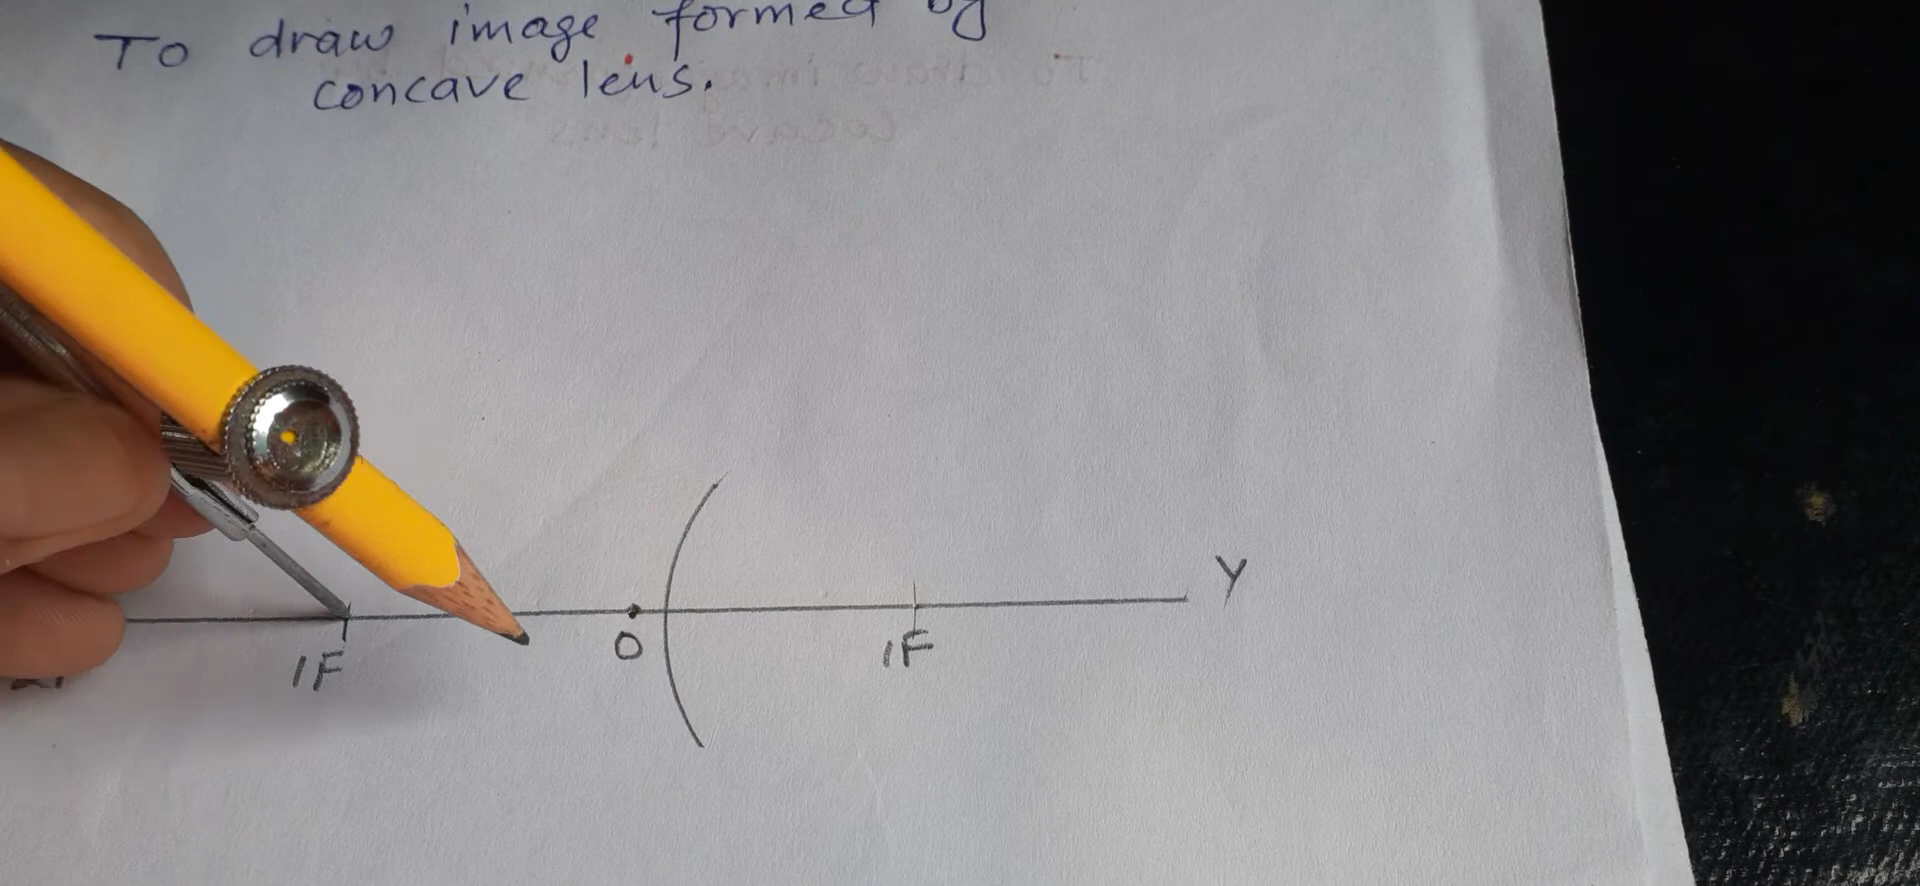 To draw image formed by
concave lens.
Y
O
1F
1F